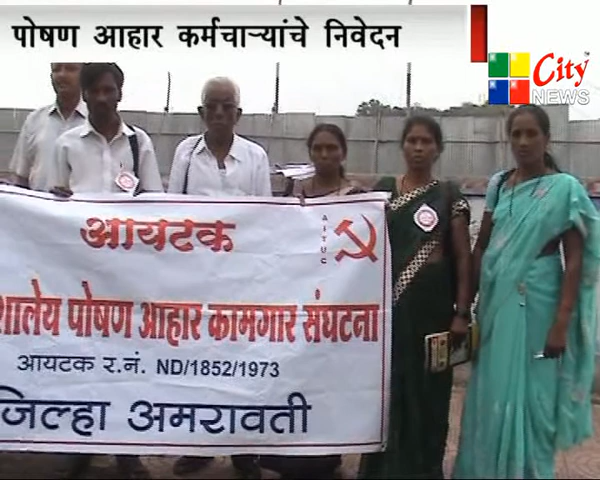 पोषण आहार कर्मचाऱ्यांचे निवेदन
City
NEWS
आयटक
AITUC
शालेय पोषण आहार कामगार संघटना
आयटक र.नं. ND/1852/1973
जिल्हा अमरावती